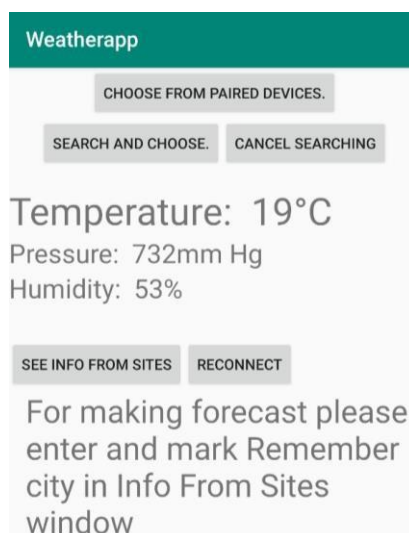 Weatherapp
CHOOSE FROM PAIRED DEVICES.
SEARCH AND CHOOSE. CANCEL SEARCHING
Temperature: 19°C
Pressure: 732mm Hg
Humidity: 53%
SEE INFO FROM SITES RECONNECT
For making forecast please
enter and mark Remember
city in Info From Sites
window